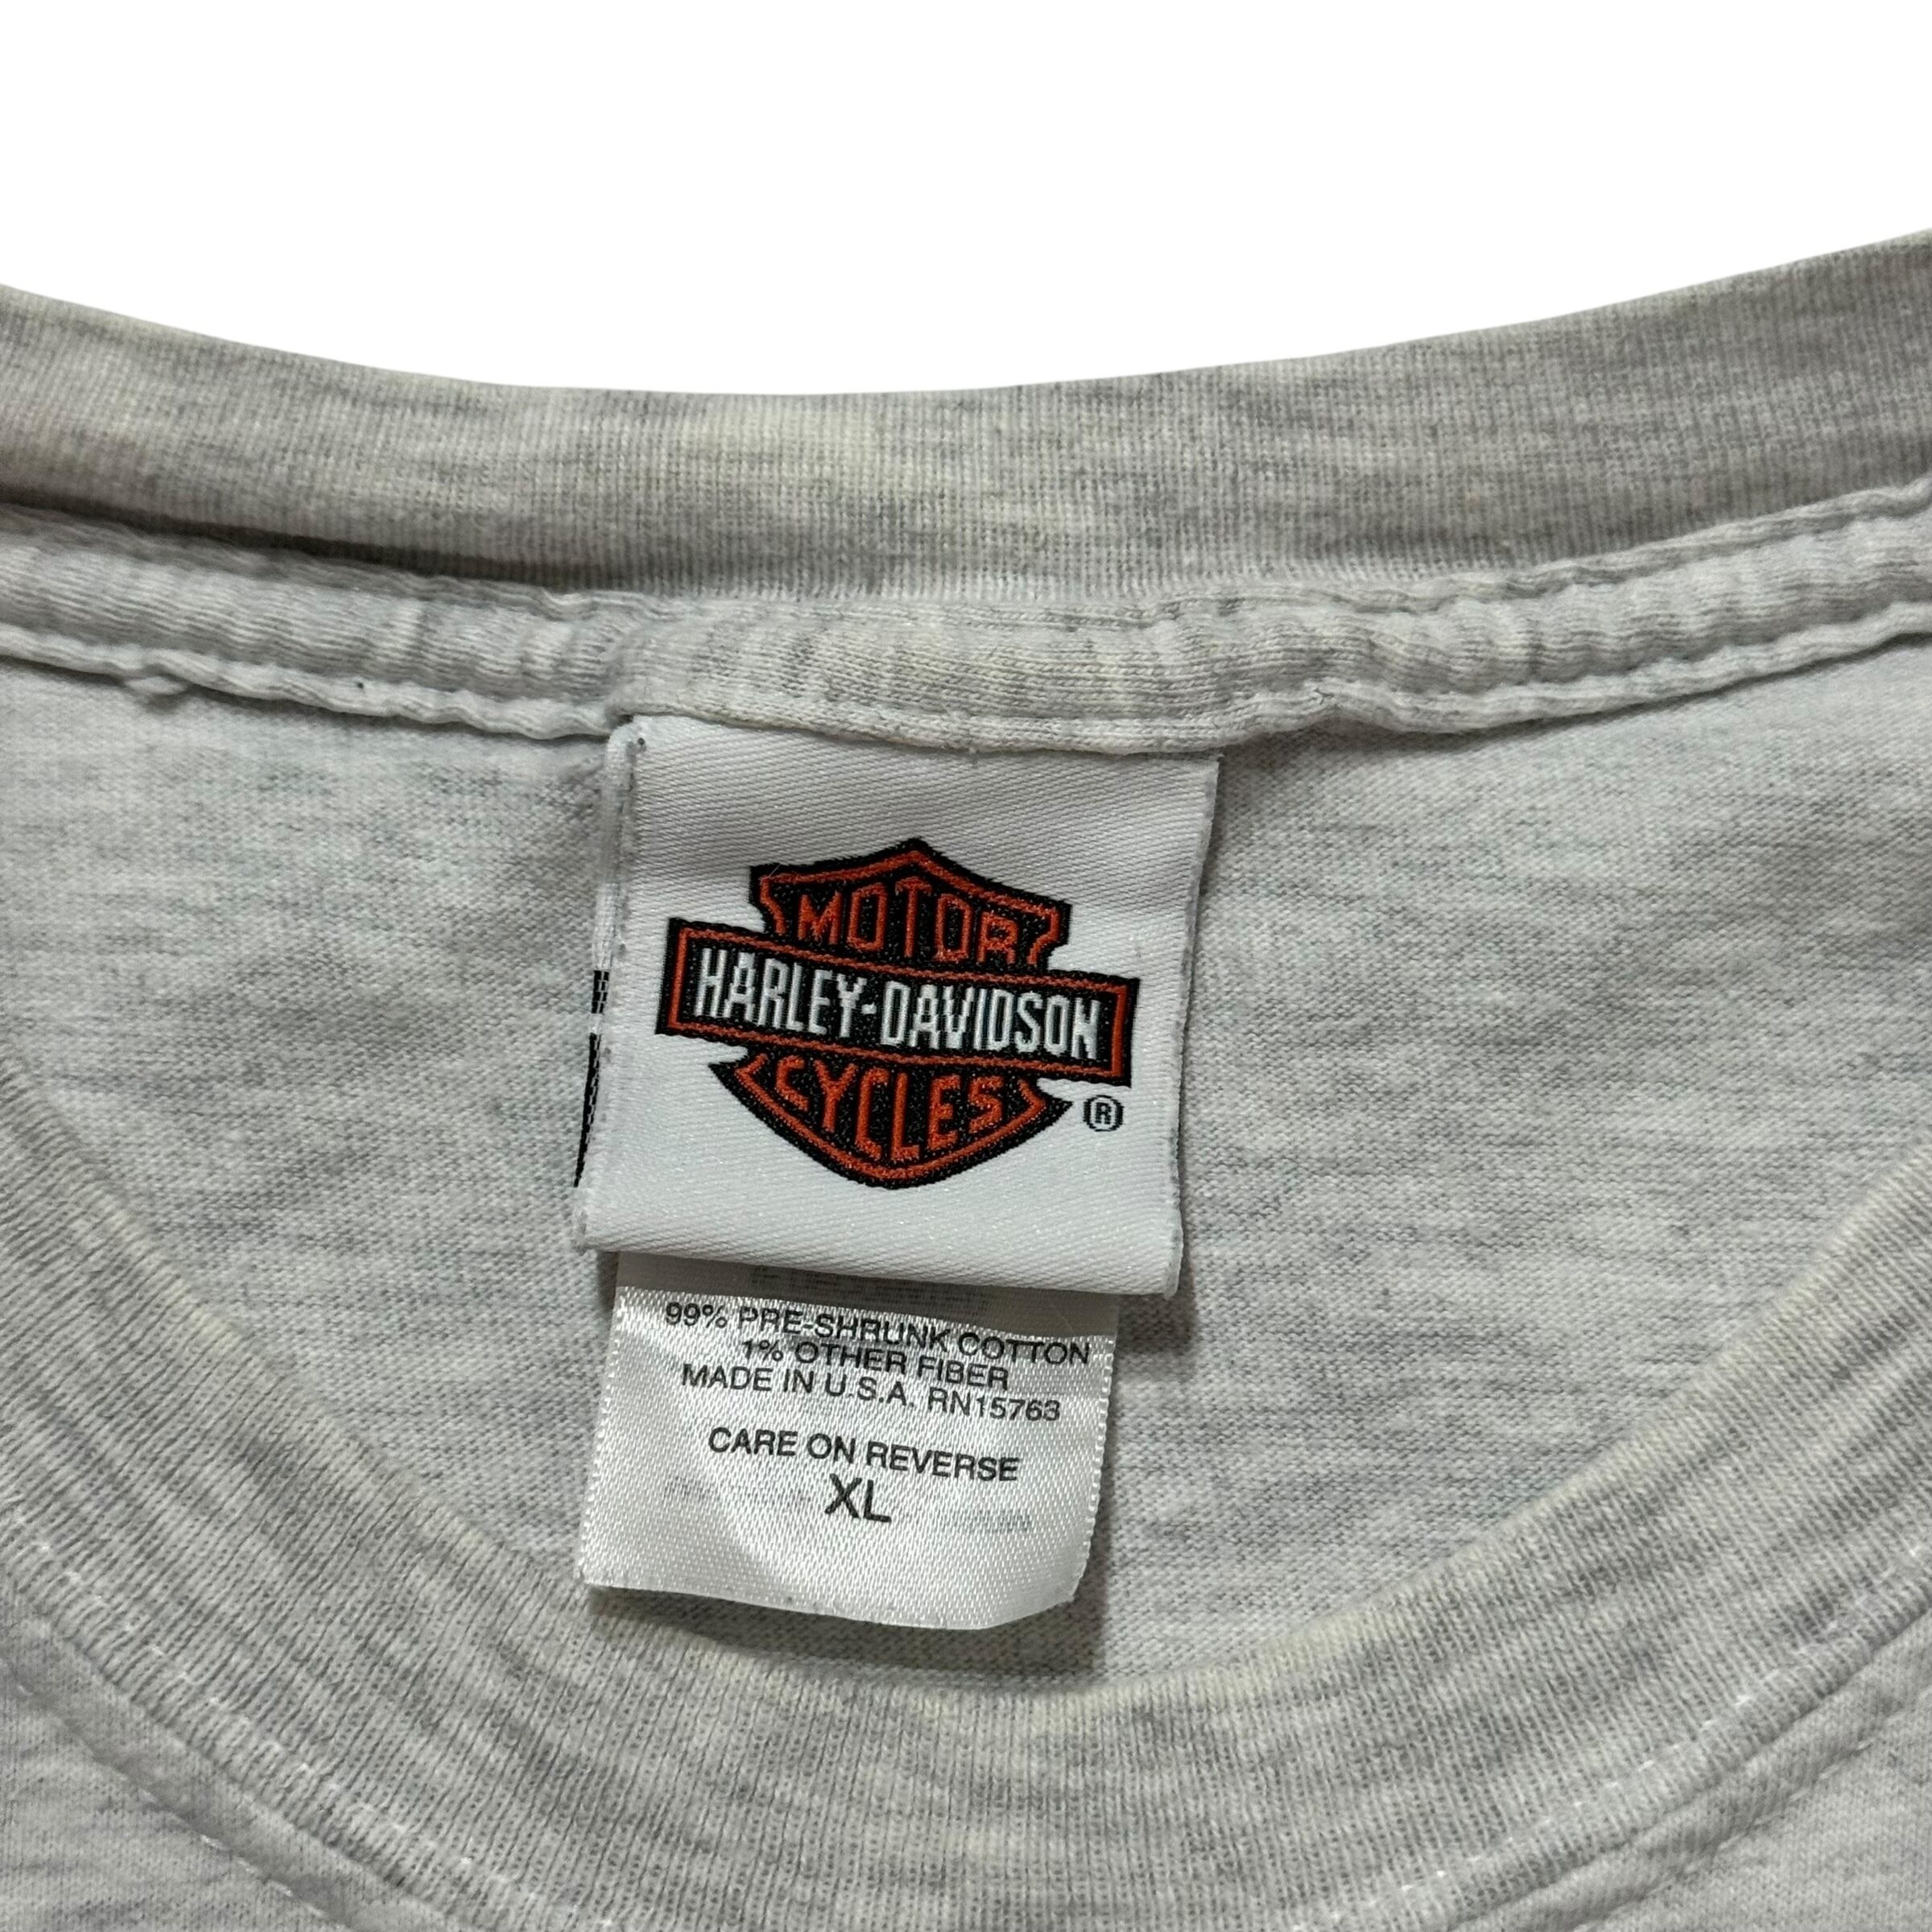 MOTOR
HARLEY-DAVIDSON
CYCLES
®
99% PRE-SHRUNK COTTON
1% OTHER FIBER
MADE IN U.S.A. RN15763
CARE ON REVERSE
XL